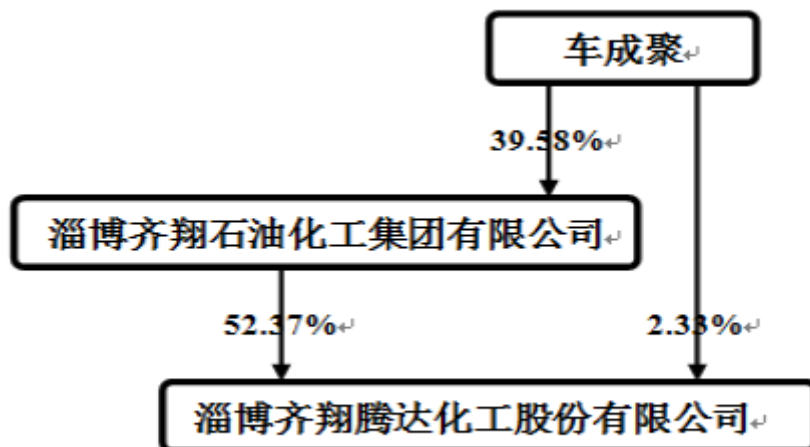 车成聚
39.58%
淄博齐翔石油化工集团有限公司
52.37%
2.33%
淄博齐翔腾达化工股份有限公司